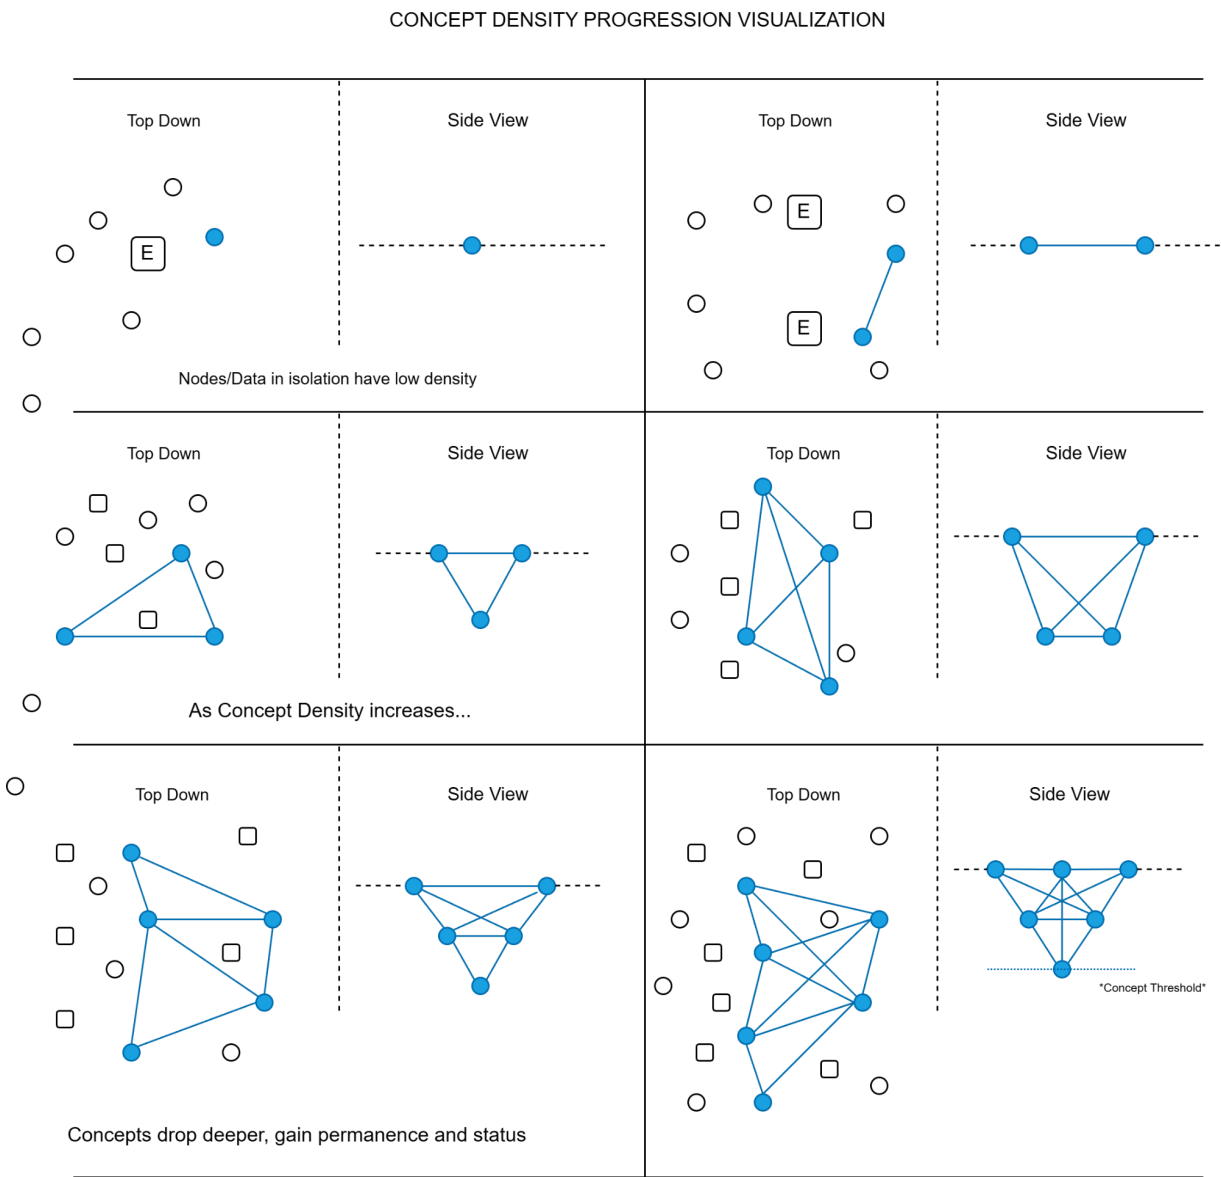 CONCEPT DENSITY PROGRESSION VISUALIZATION
Top Down
Side View
E
Nodes/Data in isolation have low density
Top Down
Side View
E
E
Top Down
Side View
As Concept Density increases...
Top Down
Side View
Top Down
Side View
Concepts drop deeper, gain permanence and status
Top Down
Side View
*Concept Threshold*